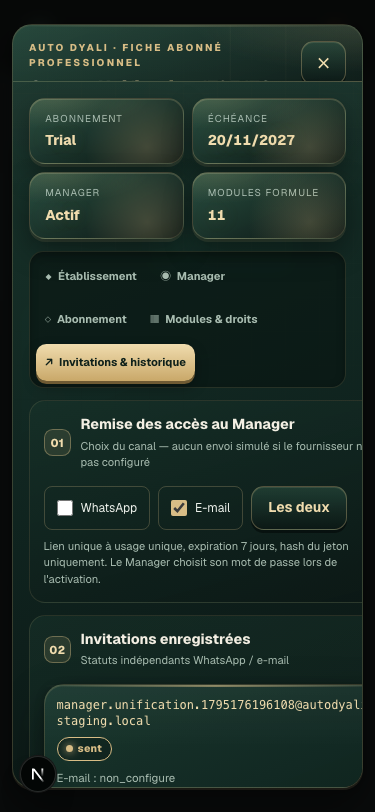 AUTO DYALI · FICHE ABONNÉ
PROFESSIONNEL
×
ABONNEMENT
Trial
ÉCHÉANCE
20/11/2027
MANAGER
Actif
MODULES FORMULE
11
◆ Établissement
◉ Manager
◇ Abonnement
▦ Modules & droits
↗ Invitations & historique
01
Remise des accès au Manager
Choix du canal — aucun envoi simulé si le fournisseur
pas configuré
WhatsApp
E-mail
Les deux
Lien unique à usage unique, expiration 7 jours, hash du jeton
uniquement. Le Manager choisit son mot de passe lors de
l'activation.
02
Invitations enregistrées
Statuts indépendants WhatsApp / e-mail
manager.unification.1795176196108@autodyal
staging.local
sent
E-mail : non_configure
N